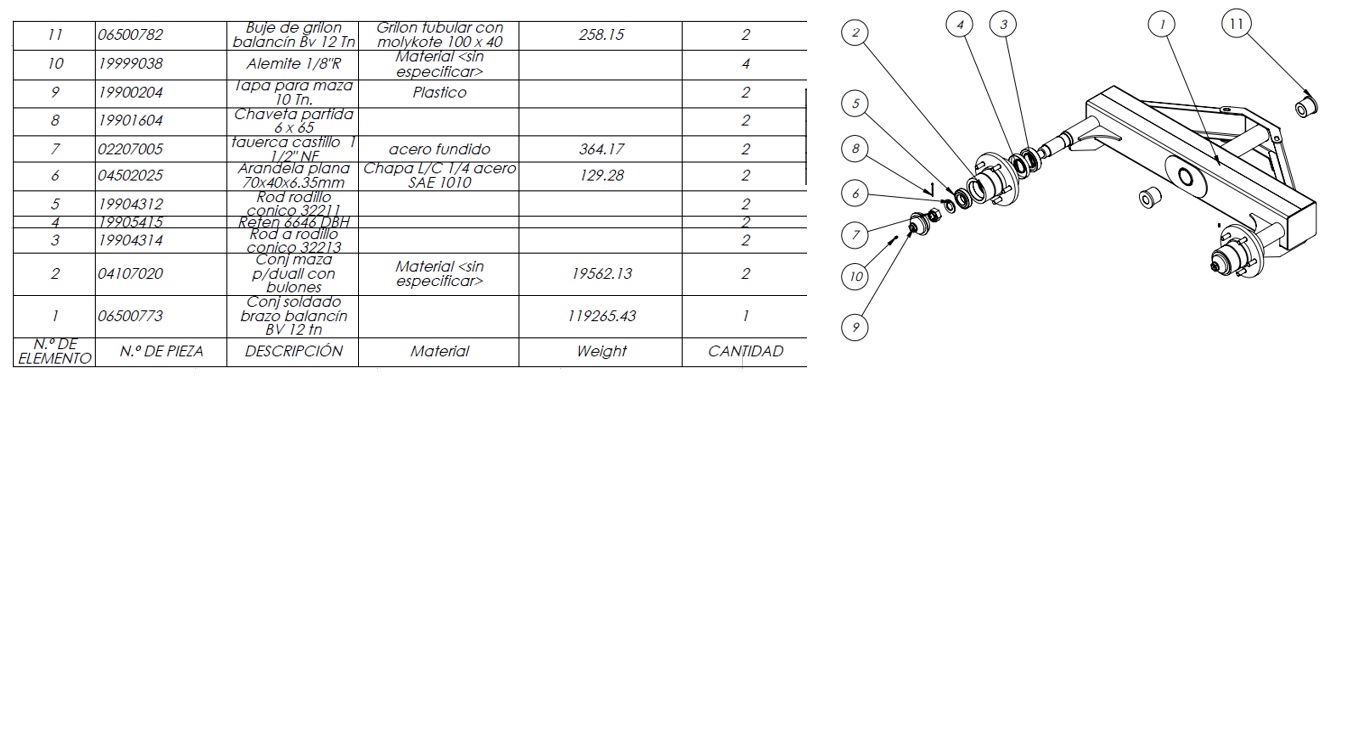 11 06500782 Buje de grilon Grilon tubular con 258.15 2
balancín Bv 12 Tn molykote 100 x 40
10 19999038 Alemite 1/8"R Material <sin 4
especificar>
9 19900204 Tapa para maza Plastico 2
10 Tn.
8 19901604 Chaveta partida 2
6 x 65
7 02207005 tauerca castillo 1 acero fundido 364.17 2
1/2" NF
6 04502025 Arandela plana Chapa L/C 1/4 acero 129.28 2
70x40x6.35mm SAE 1010
5 19904312 Rod rodillo 2
conico 32211
4 19905415 Reten 6646 DBH 2
3 19904314 Rod a rodillo 2
conico 32213
2 04107020 Conj maza Material <sin 19562.13 2
p/duall con especificar>
bulones
1 06500773 Conj soldado 119265.43 1
brazo balancín
BV 12 tn
N.º DE N.º DE PIEZA DESCRIPCIÓN Material Weight CANTIDAD
ELEMENTO
2
4
3
1
11
5
8
6
7
10
9